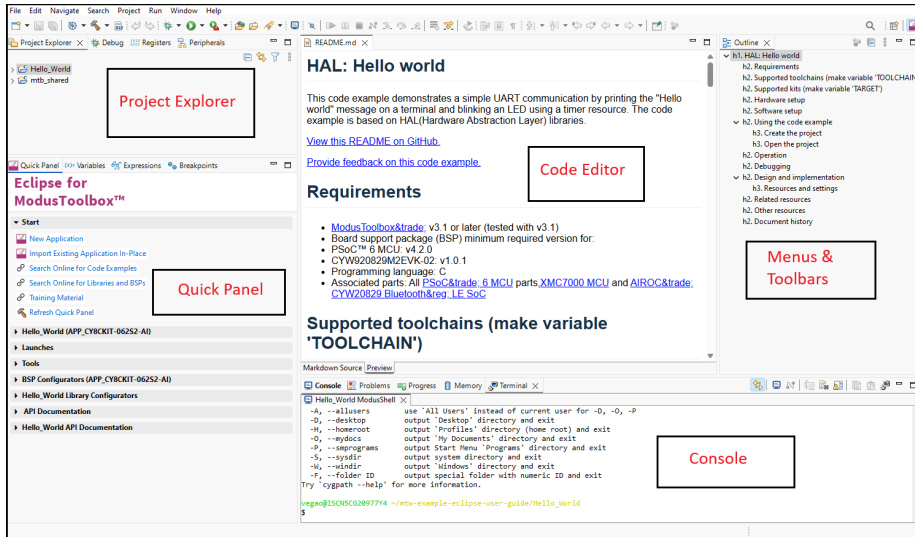 File Edit Navigate Search Project Run Window Help
Project Explorer Debug Registers Peripherals
Hello_World
mtb_shared
Project Explorer
Quick Panel (x)= Variables Expressions Breakpoints
Eclipse for
ModusToolbox™
Start
New Application
Import Existing Application In-Place
Search Online for Code Examples
Search Online for Libraries and BSPs
Training Material
Refresh Quick Panel
Quick Panel
Hello_World (APP_CY8CKIT-062S2-AI)
Launches
Tools
BSP Configurators (APP_CY8CKIT-062S2-AI)
Hello_World Library Configurators
API Documentation
Hello_World API Documentation
README.md
HAL: Hello world
This code example demonstrates a simple UART communication by printing the "Hello
world" message on a terminal and blinking an LED using a timer resource. The code
example is based on HAL(Hardware Abstraction Layer) libraries.
View this README on GitHub.
Provide feedback on this code example.
Code Editor
Requirements
• ModusToolbox&trade; v3.1 or later (tested with v3.1)
• Board support package (BSP) minimum required version for:
• PSoC™ 6 MCU: v4.2.0
• CYW920829M2EVK-02: v1.0.1
• Programming language: C
• Associated parts: All PSoC&trade; 6 MCU parts,XMC7000 MCU and AIROC&trade;
CYW20829 Bluetooth&reg; LE SoC
Supported toolchains (make variable
'TOOLCHAIN')
Markdown Source Preview
Outline
h1. HAL: Hello world
h2. Requirements
h2. Supported toolchains (make variable 'TOOLCHAIN
h2. Supported kits (make variable 'TARGET')
h2. Hardware setup
h2. Software setup
h2. Using the code example
h3. Create the project
h3. Open the project
h2. Operation
h2. Debugging
h2. Design and implementation
h3. Resources and settings
h2. Related resources
h2. Other resources
h2. Document history
Menus &
Toolbars
Console Problems Progress Memory Terminal
Hello_World ModusShell
-A, --allusers use `All Users' instead of current user for -D, -O, -P
-D, --desktop output `Desktop' directory and exit
-H, --homeroot output `Profiles' directory (home root) and exit
-O, --mydocs output `My Documents' directory and exit
-P, --smprograms output Start Menu `Programs' directory and exit
-S, --sysdir output system directory and exit
-W, --windir output `Windows' directory and exit
-F, --folder ID output special folder with numeric ID and exit
Try `cygpath --help' for more information.
vegao@ISCN5CG20977Y4 ~/mtw-example-eclipse-user-guide/Hello_World
$
Console